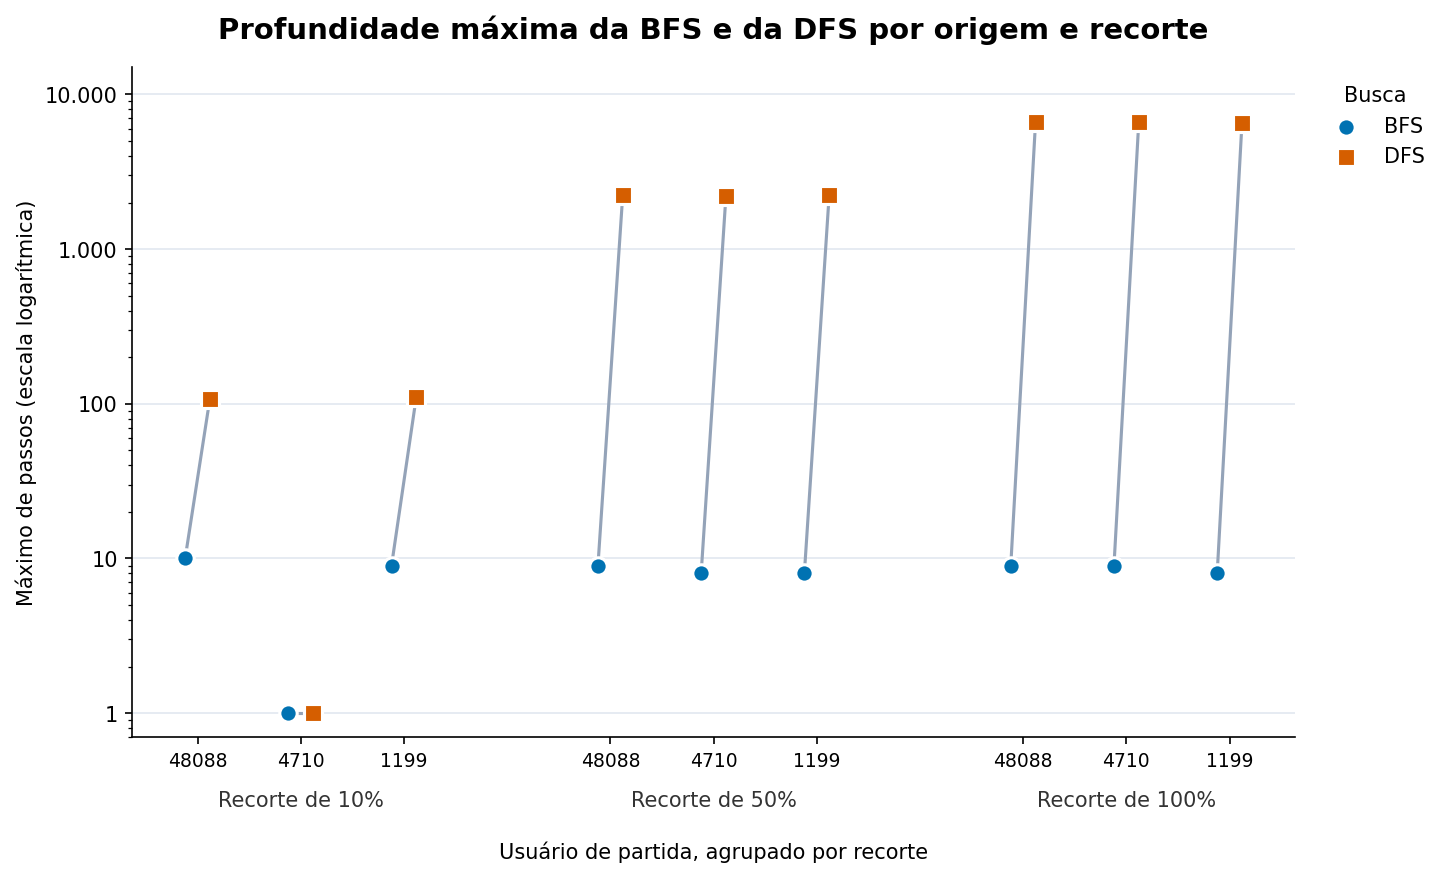 Profundidade máxima da BFS e da DFS por origem e recorte
Busca
BFS
DFS
Máximo de passos (escala logarítmica)
10.000
1.000
100
10
1
48088 4710 1199 48088 4710 1199 48088 4710 1199
Recorte de 10% Recorte de 50% Recorte de 100%
Usuário de partida, agrupado por recorte